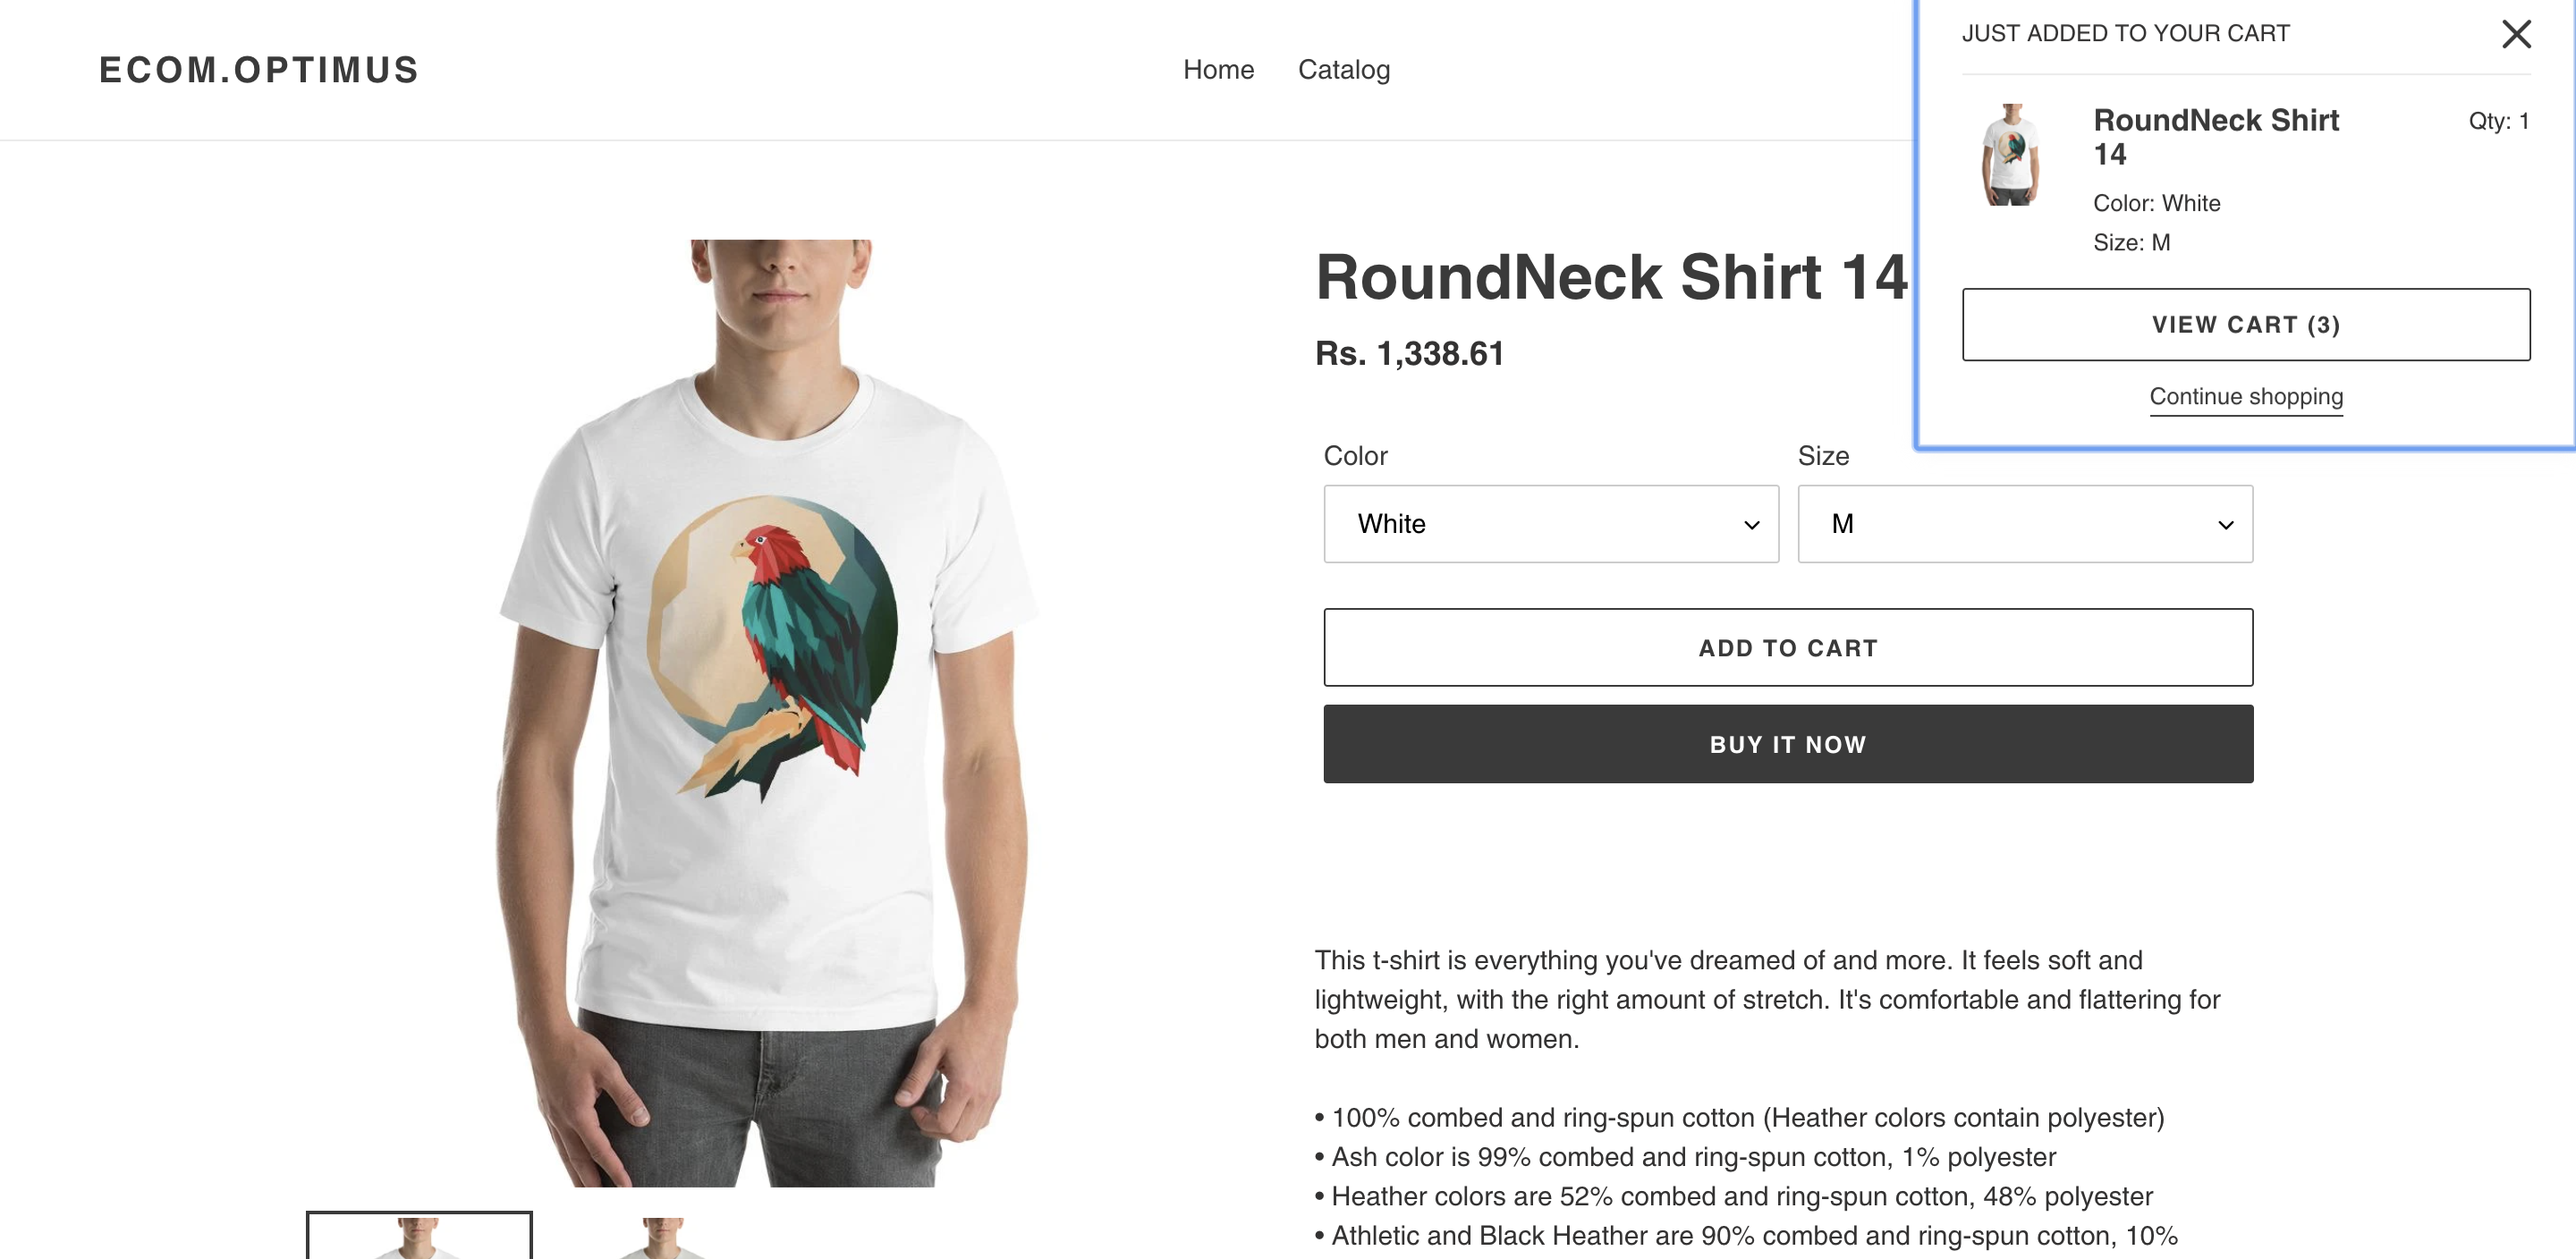 ECOM.OPTIMUS
Home
Catalog
JUST ADDED TO YOUR CART
RoundNeck Shirt
14
Qty: 1
Color: White
Size: M
VIEW CART (3)
Continue shopping
RoundNeck Shirt 14
Rs. 1,338.61
Color
Size
White
M
ADD TO CART
BUY IT NOW
This t-shirt is everything you've dreamed of and more. It feels soft and
lightweight, with the right amount of stretch. It's comfortable and flattering for
both men and women.
• 100% combed and ring-spun cotton (Heather colors contain polyester)
• Ash color is 99% combed and ring-spun cotton, 1% polyester
• Heather colors are 52% combed and ring-spun cotton, 48% polyester
• Athletic and Black Heather are 90% combed and ring-spun cotton, 10%